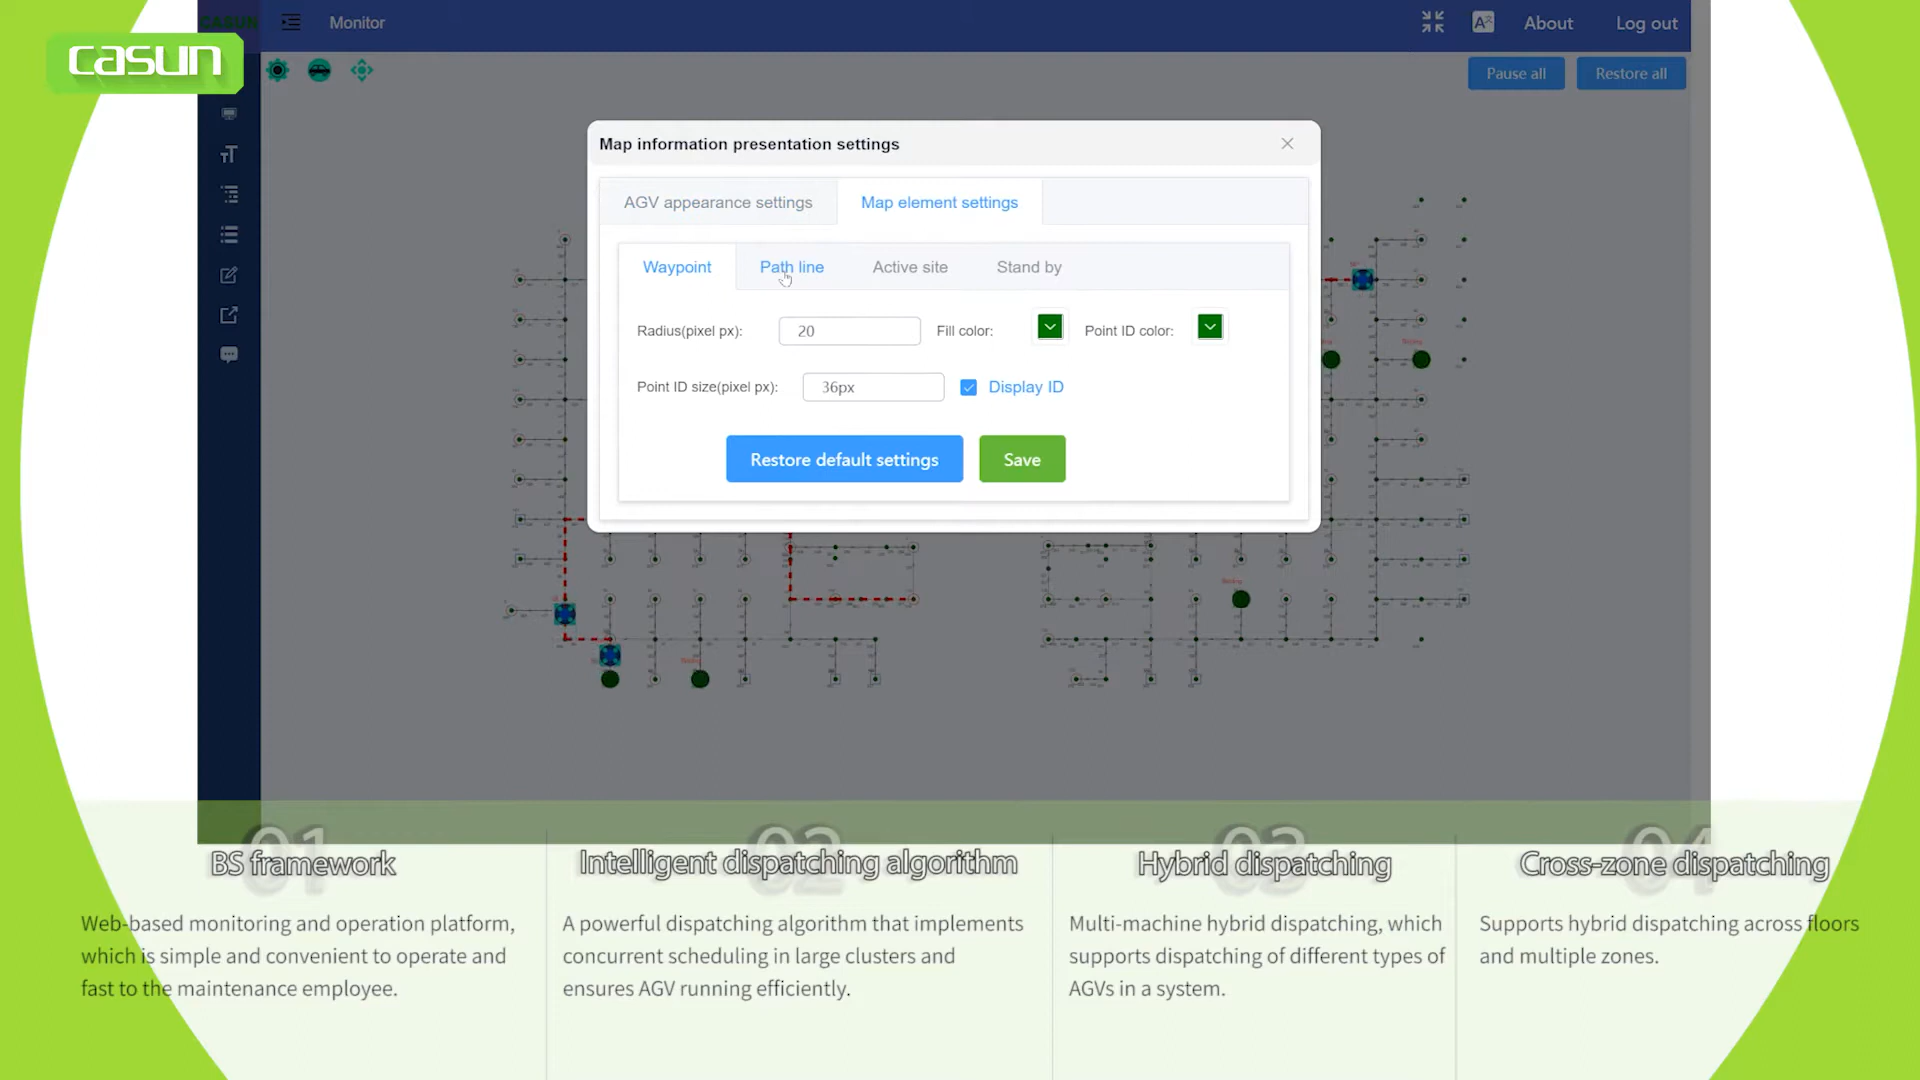 CASUN
Monitor
About
Log out
casun
Pause all
Restore all
Map information presentation settings
AGV appearance settings
Map element settings
Waypoint
Path line
Active site
Stand by
Radius(pixel px):
20
Fill color:
Point ID color:
Point ID size(pixel px):
36px
Display ID
Restore default settings
Save
01
BS framework
Web-based monitoring and operation platform,
which is simple and convenient to operate and
fast to the maintenance employee.
02
Intelligent dispatching algorithm
A powerful dispatching algorithm that implements
concurrent scheduling in large clusters and
ensures AGV running efficiently.
03
Hybrid dispatching
Multi-machine hybrid dispatching, which
supports dispatching of different types of
AGVs in a system.
04
Cross-zone dispatching
Supports hybrid dispatching across floors
and multiple zones.